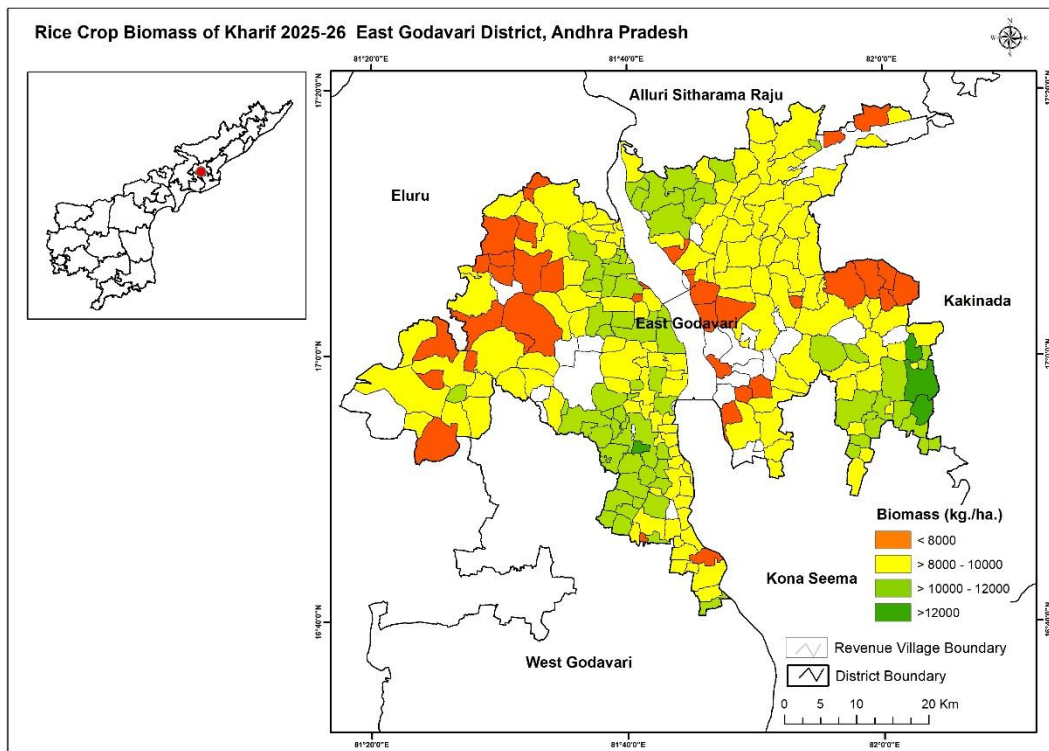 Rice Crop Biomass of Kharif 2025-26 East Godavari District, Andhra Pradesh
N
W E
S
81°20'0"E 81°40'0"E 82°0'0"E
17°20'0"N
Alluri Sitharama Raju
Eluru
Kakinada
East Godavari
17°0'0"N
Biomass (kg./ha.)
< 8000
> 8000 - 10000
> 10000 - 12000
>12000
Kona Seema
16°40'0"N
West Godavari
Revenue Village Boundary
District Boundary
0 5 10 20 Km
81°20'0"E 81°40'0"E 82°0'0"E